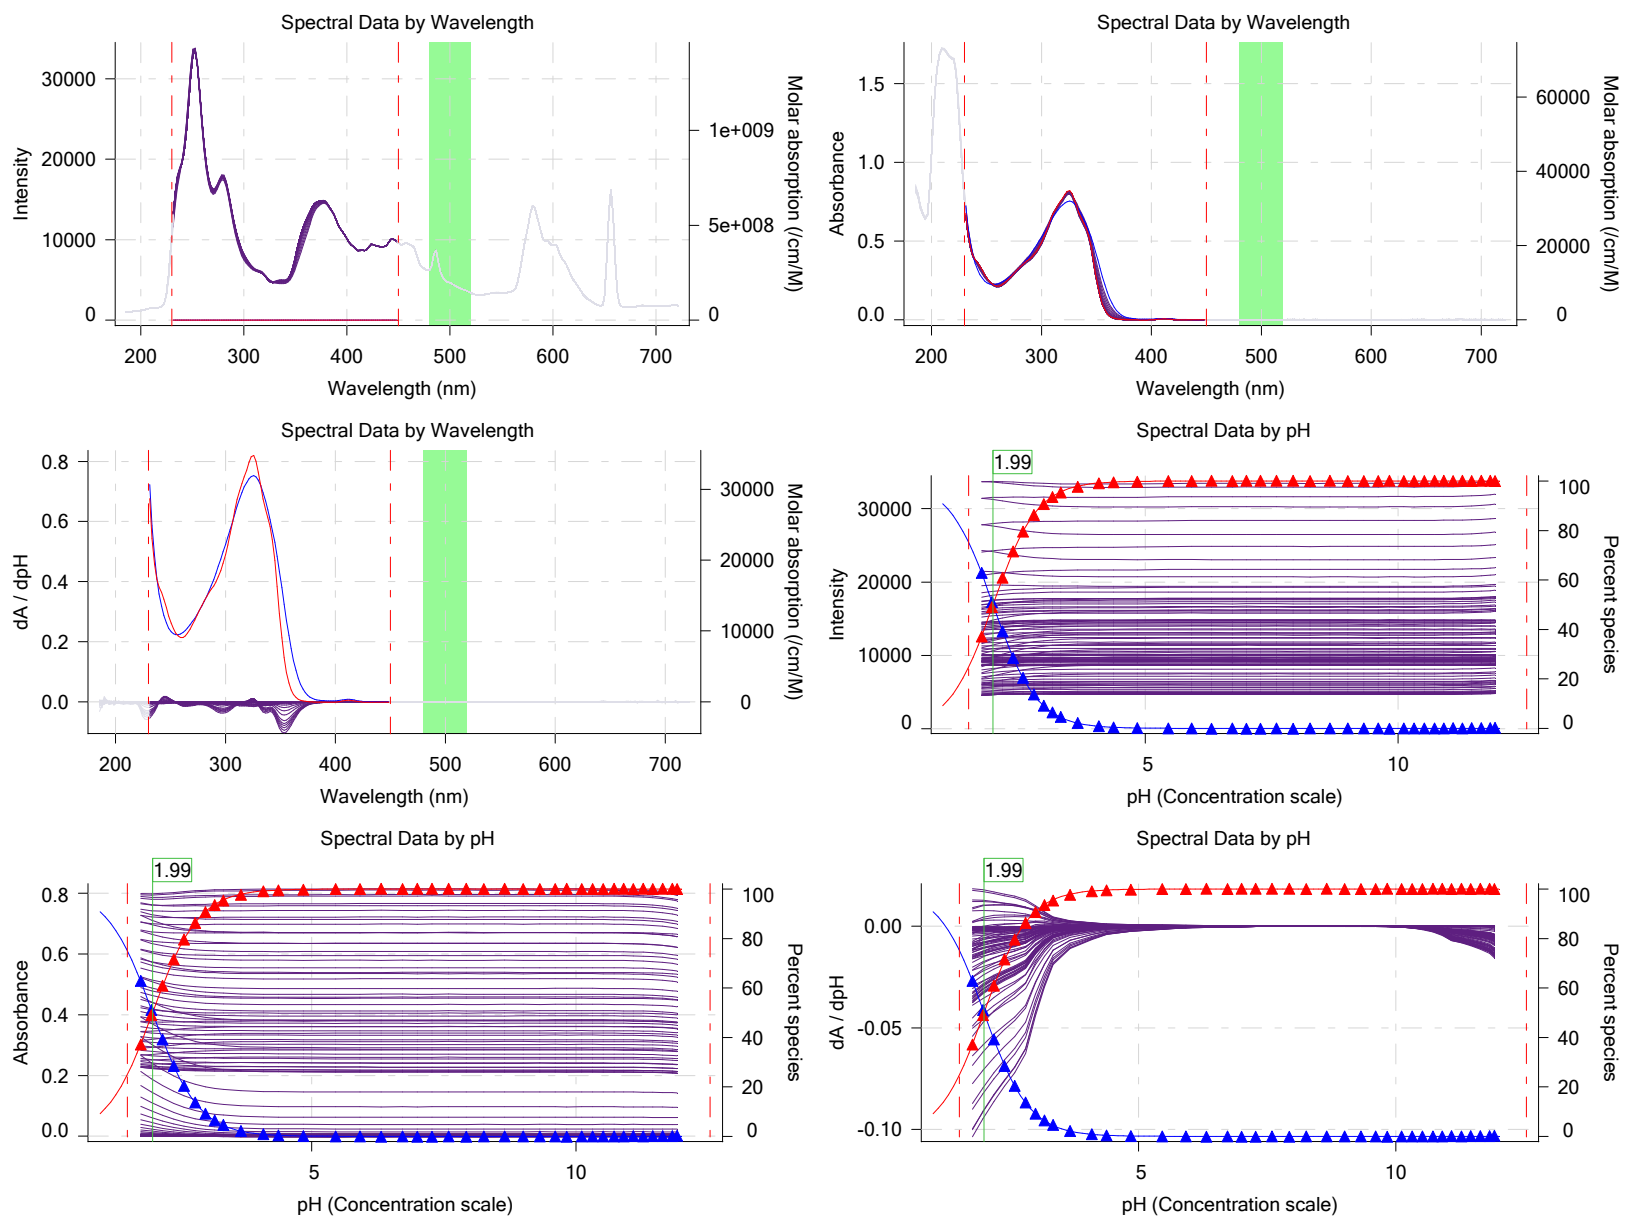 Spectral Data by Wavelength
30000
20000
10000
0
Intensity
1e+009
5e+008
0
Molar absorption (/cm/M)
200 300 400 500 600 700
Wavelength (nm)
Spectral Data by Wavelength
1.5
1.0
0.5
0.0
Absorbance
60000
40000
20000
0
Molar absorption (/cm/M)
200 300 400 500 600 700
Wavelength (nm)
Spectral Data by Wavelength
0.8
0.6
0.4
0.2
0.0
dA / dpH
30000
20000
10000
0
Molar absorption (/cm/M)
200 300 400 500 600 700
Wavelength (nm)
Spectral Data by pH
1.99
30000
20000
10000
0
Intensity
100
80
60
40
20
0
Percent species
5 10
pH (Concentration scale)
Spectral Data by pH
1.99
0.8
0.6
0.4
0.2
0.0
Absorbance
100
80
60
40
20
0
Percent species
5 10
pH (Concentration scale)
Spectral Data by pH
1.99
0.00
-0.05
-0.10
dA / dpH
100
80
60
40
20
0
Percent species
5 10
pH (Concentration scale)